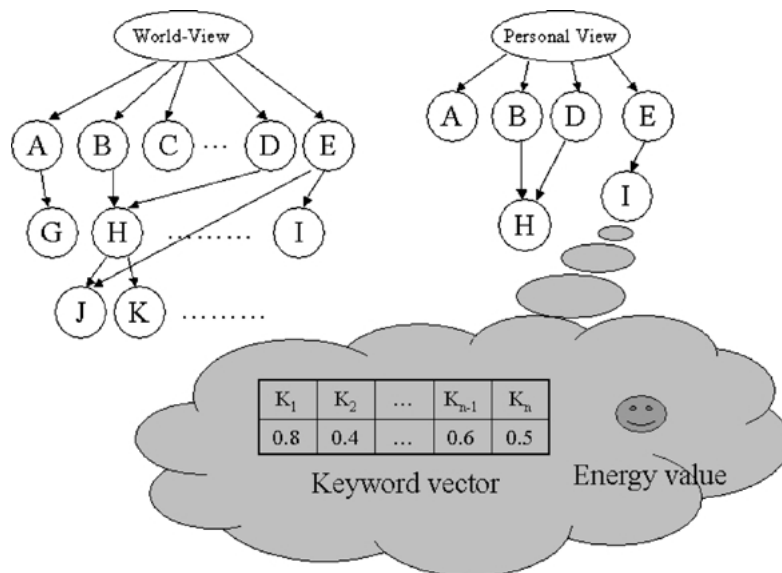 World-View
Personal View
A B C ... D E
A B D E
G H ......... I
H I
J K .........
K1 K2 ... Kn-1 Kn
0.8 0.4 ... 0.6 0.5
Keyword vector
Energy value